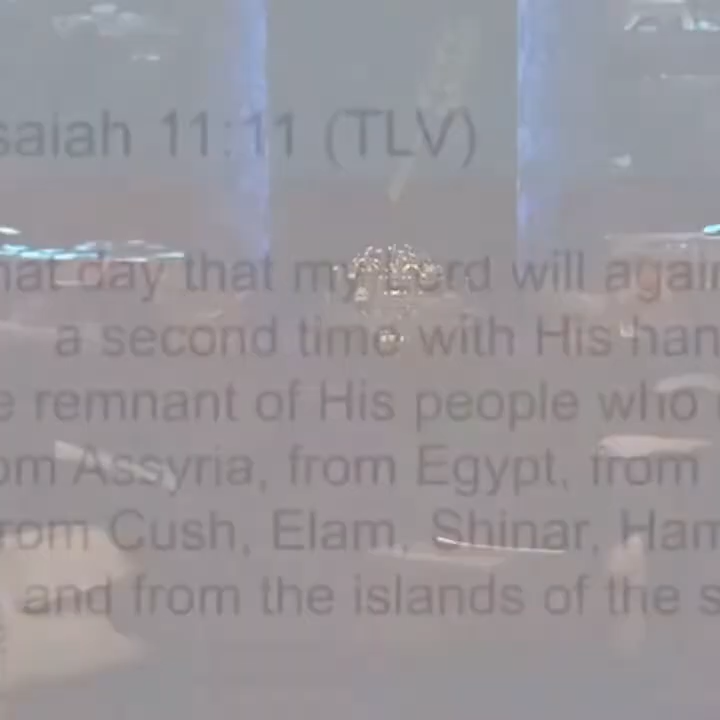 saiah 11:11 (TLV)
hat day that my Lord will again
a second time with His han
e remnant of His people who
om Assyria, from Egypt, from
rom Cush, Elam, Shinar, Ham
and from the islands of the s